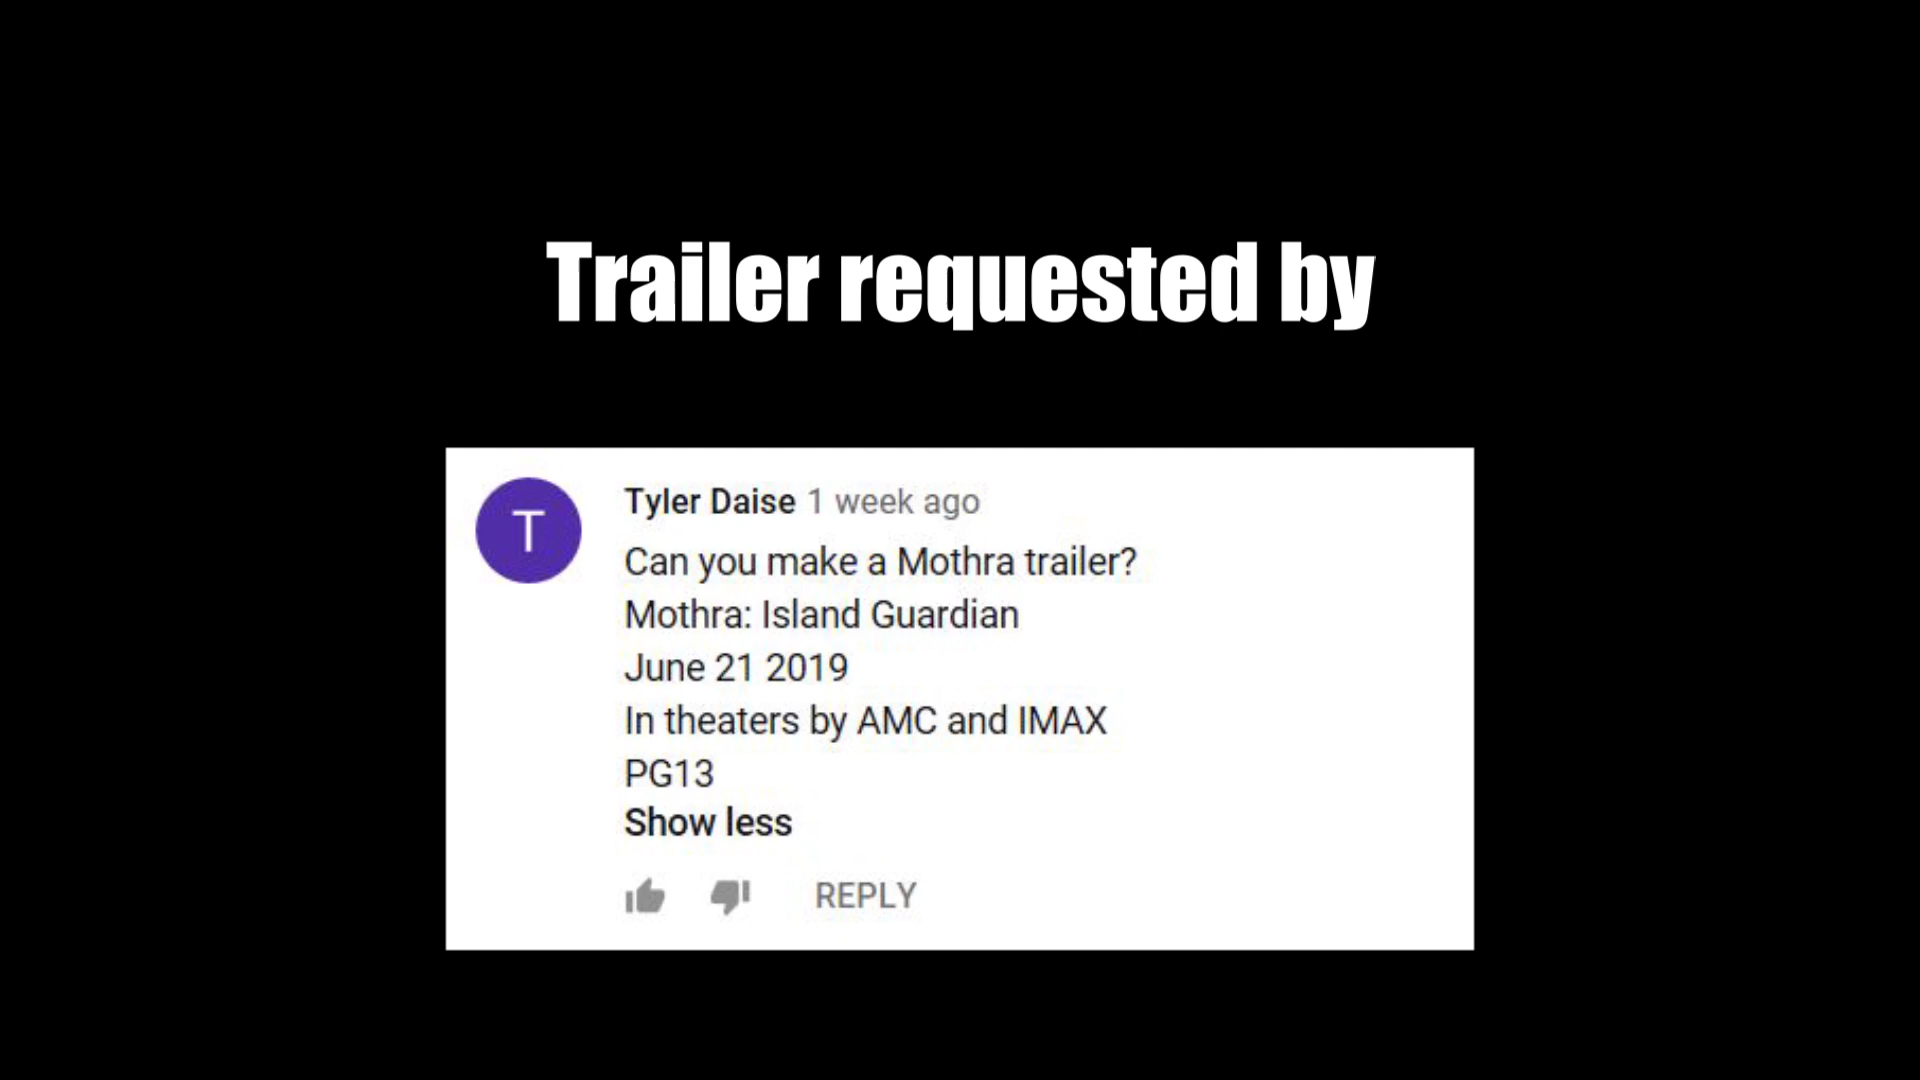 Trailer requested by
T
Tyler Daise 1 week ago
Can you make a Mothra trailer?
Mothra: Island Guardian
June 21 2019
In theaters by AMC and IMAX
PG13
Show less
REPLY